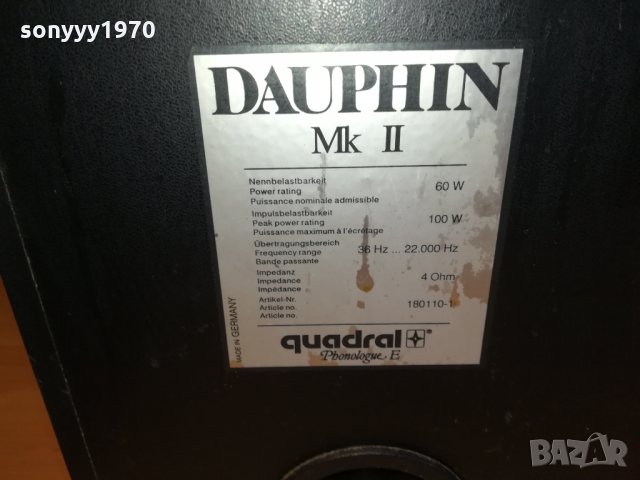 sonyyy1970
DAUPHIN
Mk II
Nennbelastbarkeit
Power rating 60 W
Puissance nominale admissible
Impulsbelastbarkeit
Peak power rating 100 W
Puissance maximum à l'écrêtage
Übertragungsbereich
Frequency range 36 Hz ... 22.000 Hz
Bande passante
Impedanz
Impedance 4 Ohm
Impédance
Artikel-Nr.
Article no. 180110-1
Article no.
MADE IN GERMANY
quadral
Phonologue E
BAZAR